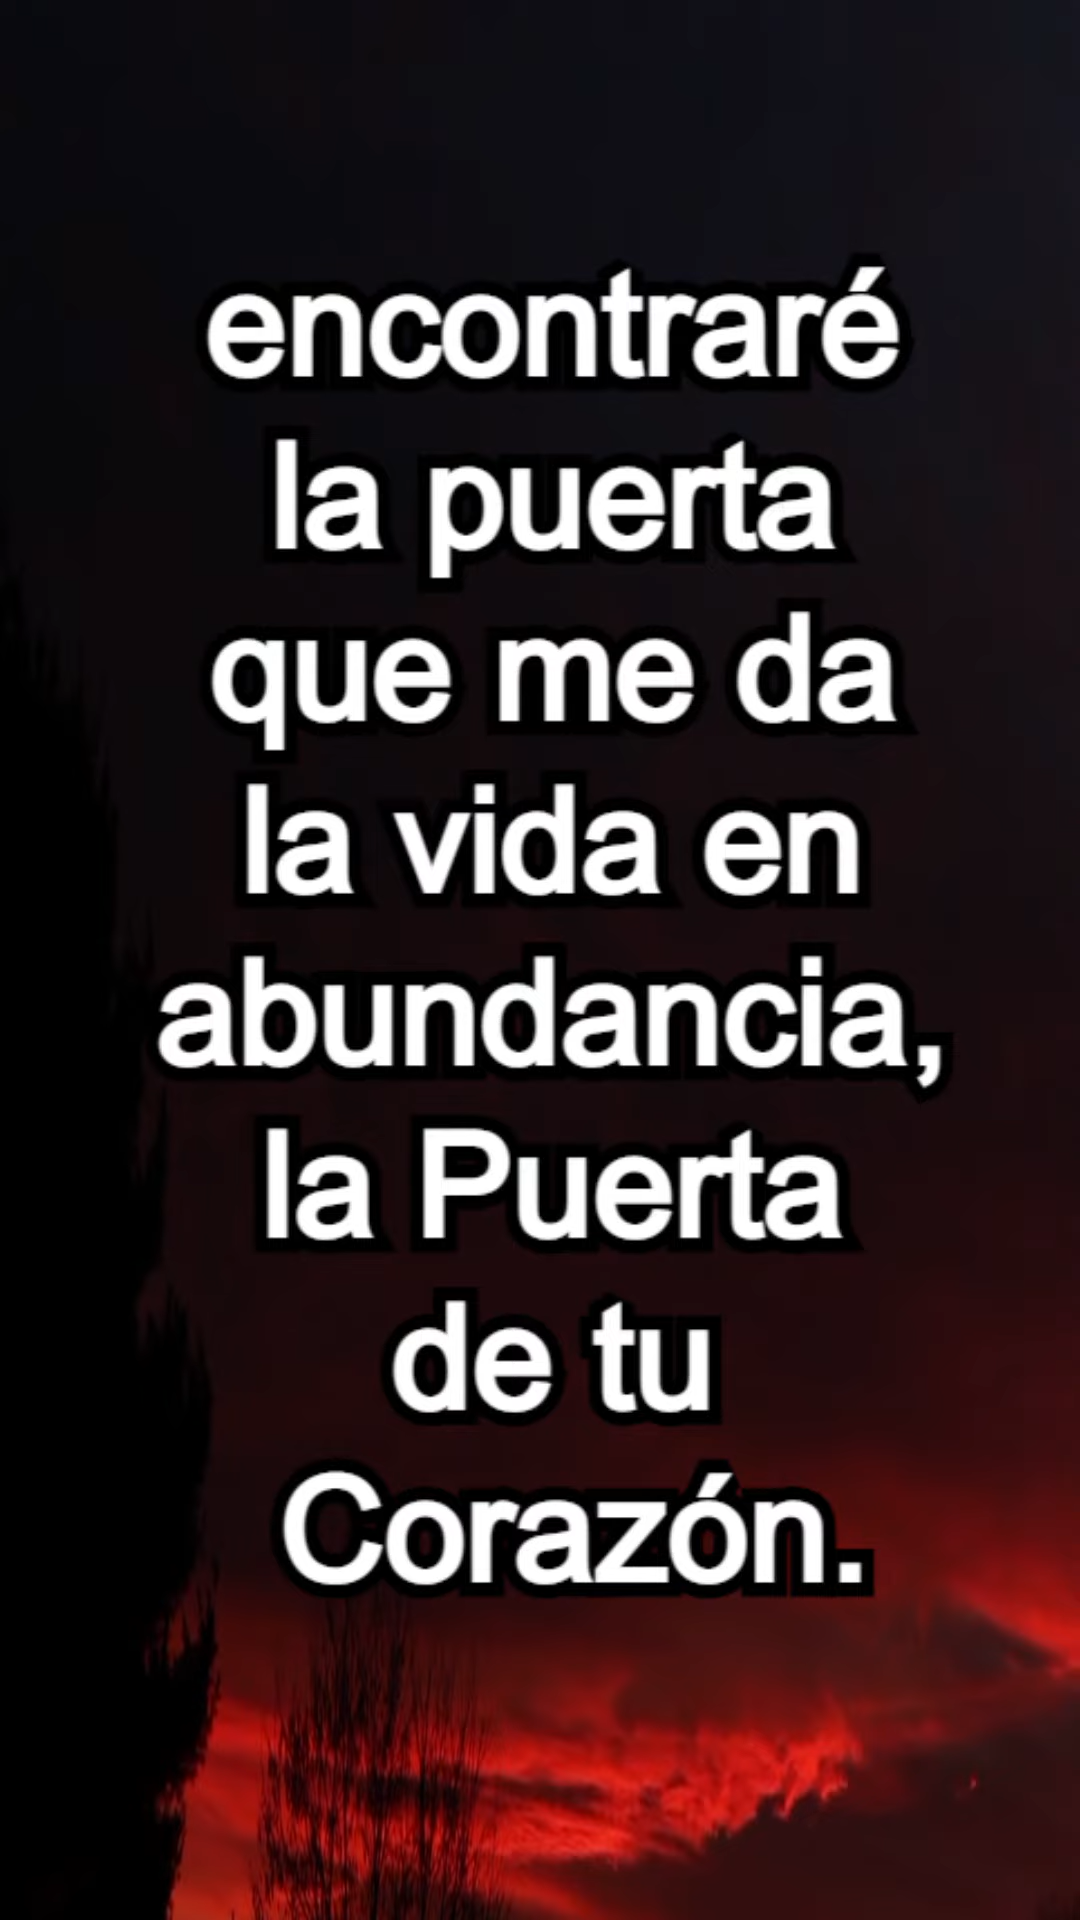 encontraré
la puerta
que me da
la vida en
abundancia,
la Puerta
de tu
Corazón.